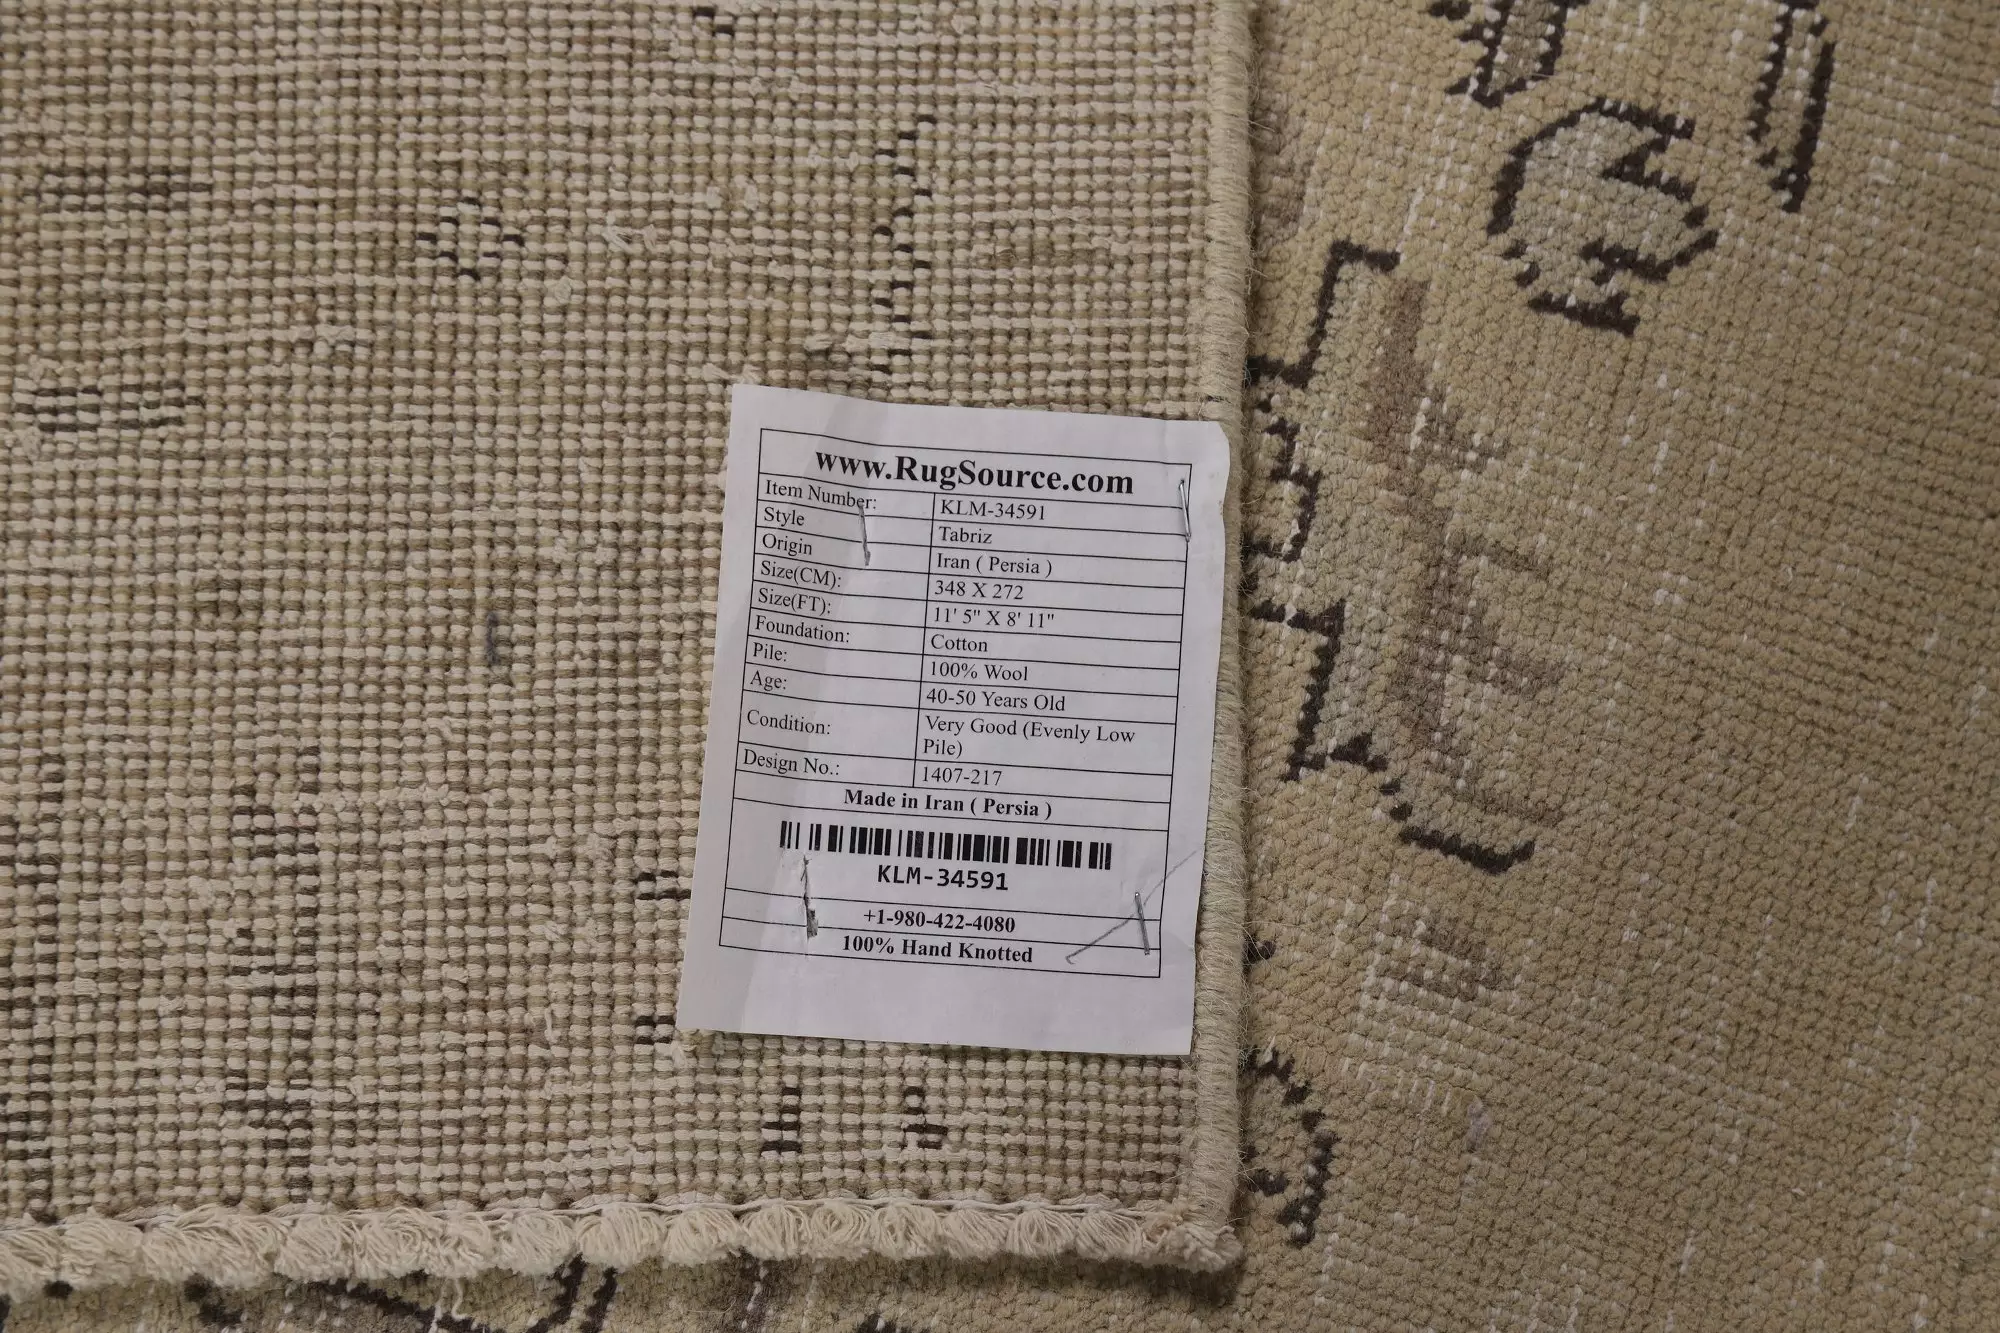 www.RugSource.com
Item Number: KLM-34591
Style Tabriz
Origin Iran ( Persia )
Size(CM): 348 X 272
Size(FT): 11' 5" X 8' 11"
Foundation: Cotton
Pile: 100% Wool
Age: 40-50 Years Old
Condition: Very Good (Evenly Low
Pile)
Design No.: 1407-217
Made in Iran ( Persia )
KLM-34591
+1-980-422-4080
100% Hand Knotted